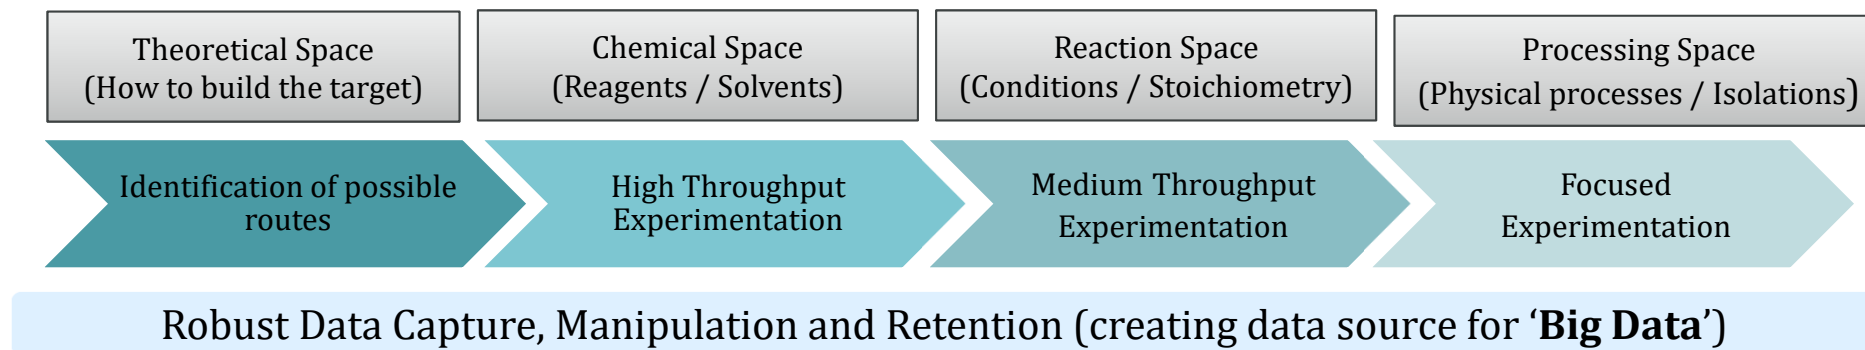 Theoretical Space
(How to build the target)
Chemical Space
(Reagents / Solvents)
Reaction Space
(Conditions / Stoichiometry)
Processing Space
(Physical processes / Isolations)
Identification of possible
routes
High Throughput
Experimentation
Medium Throughput
Experimentation
Focused
Experimentation
Robust Data Capture, Manipulation and Retention (creating data source for ‘Big Data’)